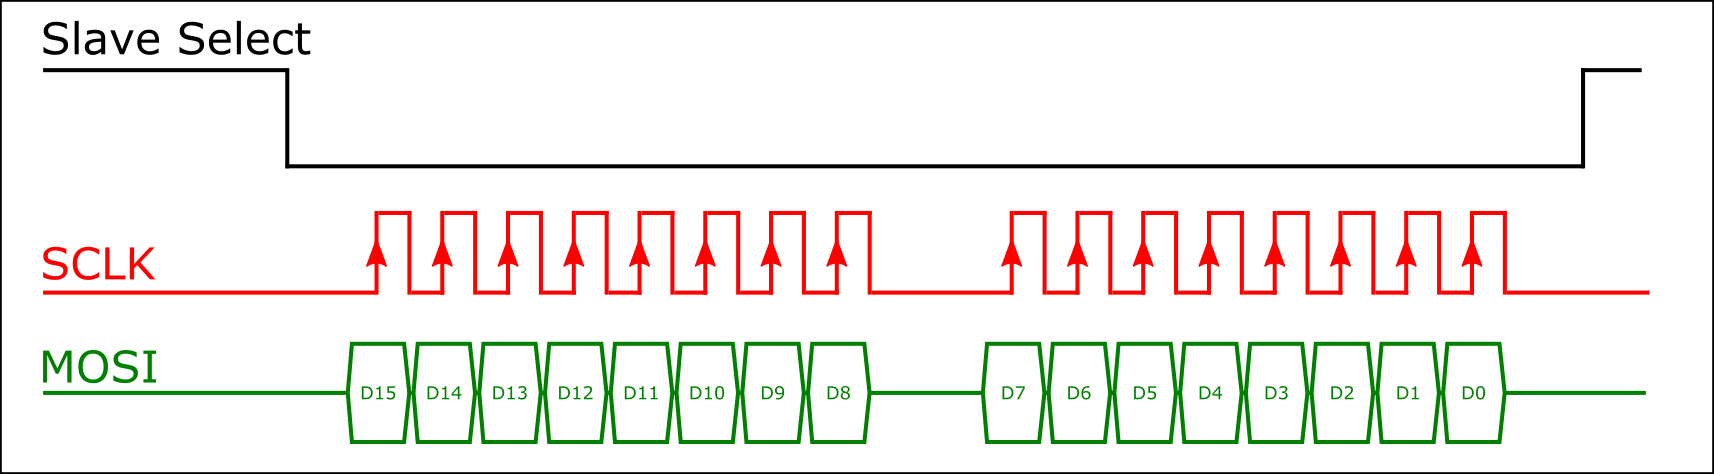 Slave Select
SCLK
MOSI
D15 D14 D13 D12 D11 D10 D9 D8 D7 D6 D5 D4 D3 D2 D1 D0